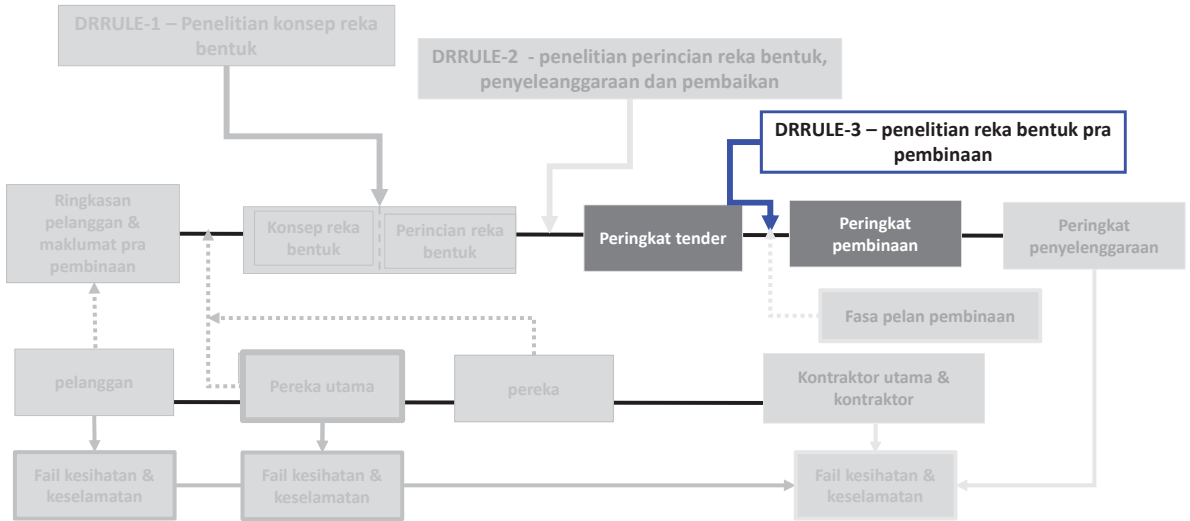 DRRULE-1 – Penelitian konsep reka
bentuk
DRRULE-2 - penelitian perincian reka bentuk,
penyeleanggaraan dan pembaikan
DRRULE-3 – penelitian reka bentuk pra
pembinaan
Ringkasan
pelanggan &
maklumat pra
pembinaan
Konsep reka
bentuk
Perincian reka
bentuk
Peringkat tender
Peringkat
pembinaan
Peringkat
penyelenggaraan
Fasa pelan pembinaan
pelanggan
Pereka utama
pereka
Kontraktor utama &
kontraktor
Fail kesihatan &
keselamatan
Fail kesihatan &
keselamatan
Fail kesihatan &
keselamatan